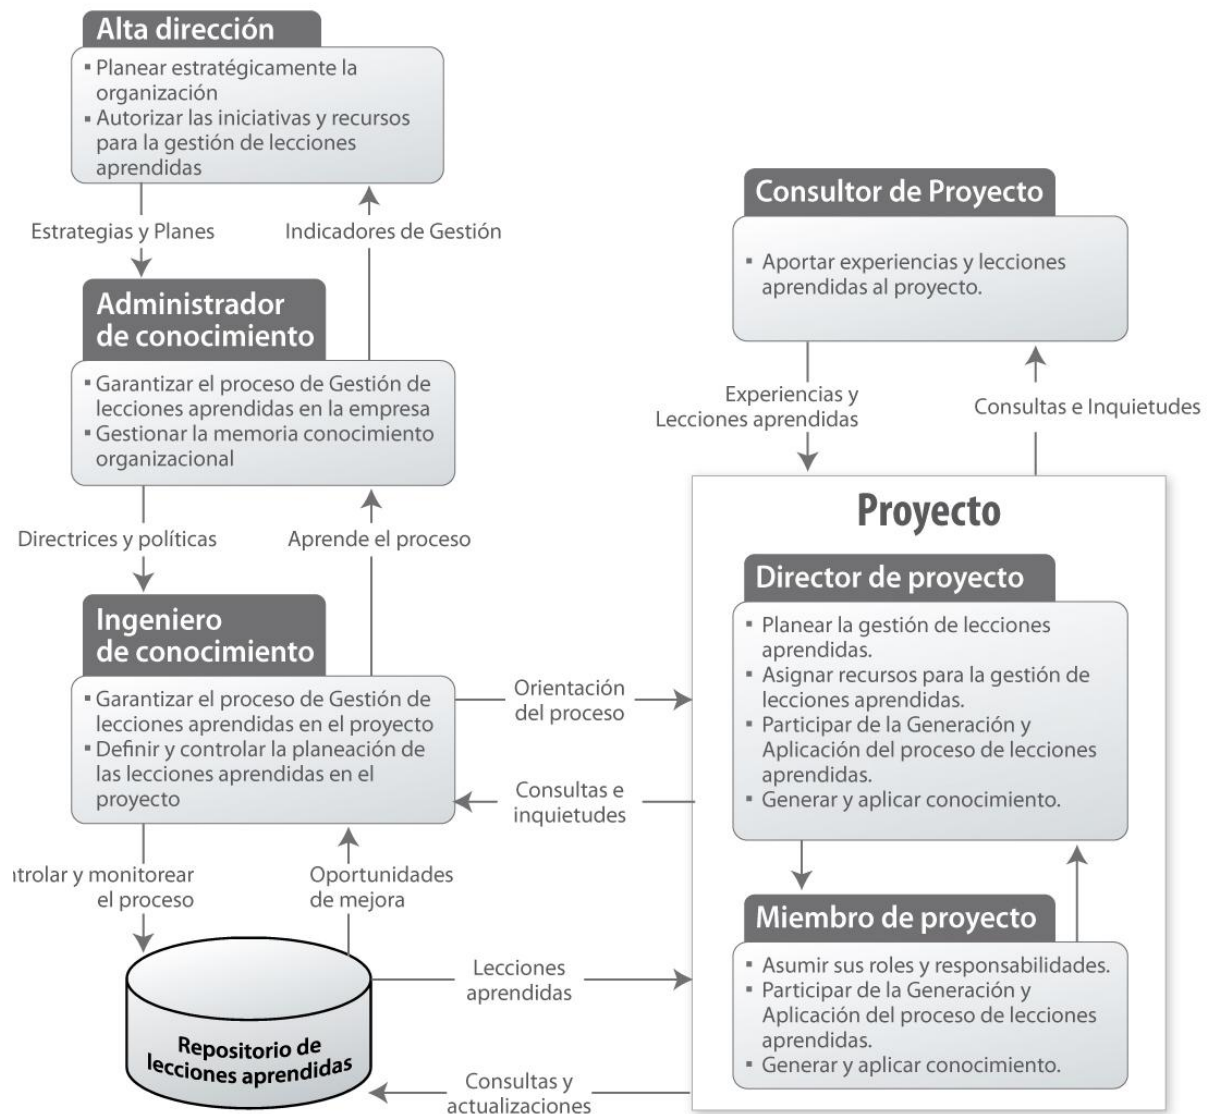 Alta dirección
▪ Planear estratégicamente la
organización
▪ Autorizar las iniciativas y recursos
para la gestión de lecciones
aprendidas
Estrategias y Planes
Indicadores de Gestión
Administrador
de conocimiento
▪ Garantizar el proceso de Gestión de
lecciones aprendidas en la empresa
▪ Gestionar la memoria conocimiento
organizacional
Directrices y políticas
Aprende el proceso
Ingeniero
de conocimiento
▪ Garantizar el proceso de Gestión de
lecciones aprendidas en el proyecto
▪ Definir y controlar la planeación de
las lecciones aprendidas en el
proyecto
trolar y monitorear
el proceso
Oportunidades
de mejora
Repositorio de
lecciones aprendidas
Orientación
del proceso
Consultas e
inquietudes
Lecciones
aprendidas
Consultas y
actualizaciones
Consultor de Proyecto
▪ Aportar experiencias y lecciones
aprendidas al proyecto.
Experiencias y
Lecciones aprendidas
Consultas e Inquietudes
Proyecto
Director de proyecto
▪ Planear la gestión de lecciones
aprendidas.
▪ Asignar recursos para la gestión de
lecciones aprendidas.
▪ Participar de la Generación y
Aplicación del proceso de lecciones
aprendidas.
▪ Generar y aplicar conocimiento.
Miembro de proyecto
▪ Asumir sus roles y responsabilidades.
▪ Participar de la Generación y
Aplicación del proceso de lecciones
aprendidas.
▪ Generar y aplicar conocimiento.